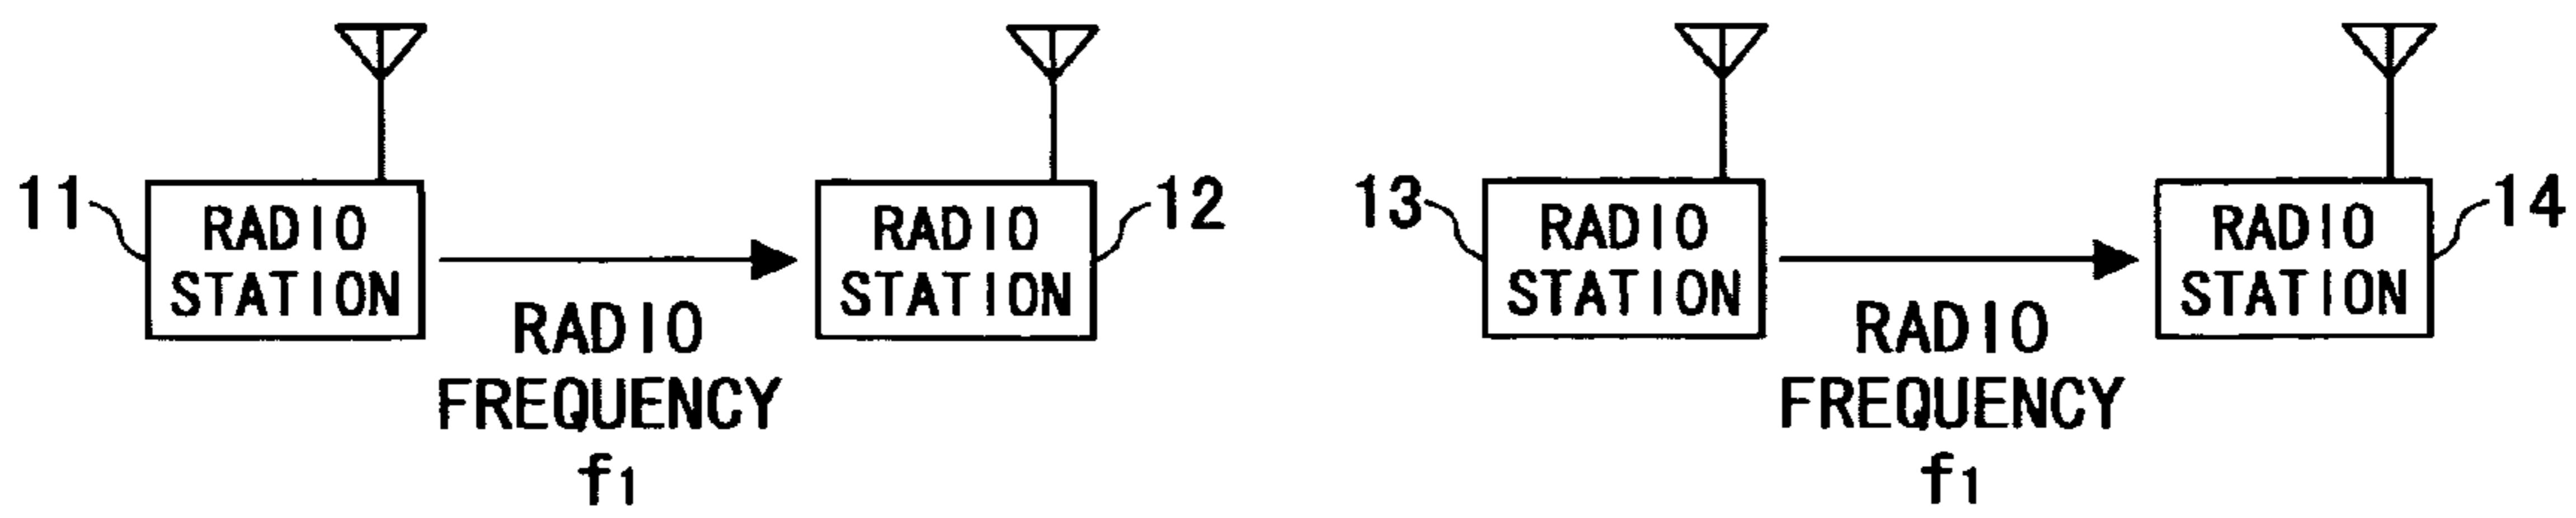 11
RADIO
STATION
RADIO
FREQUENCY
f1
RADIO
STATION
12
13
RADIO
STATION
RADIO
FREQUENCY
f1
RADIO
STATION
14